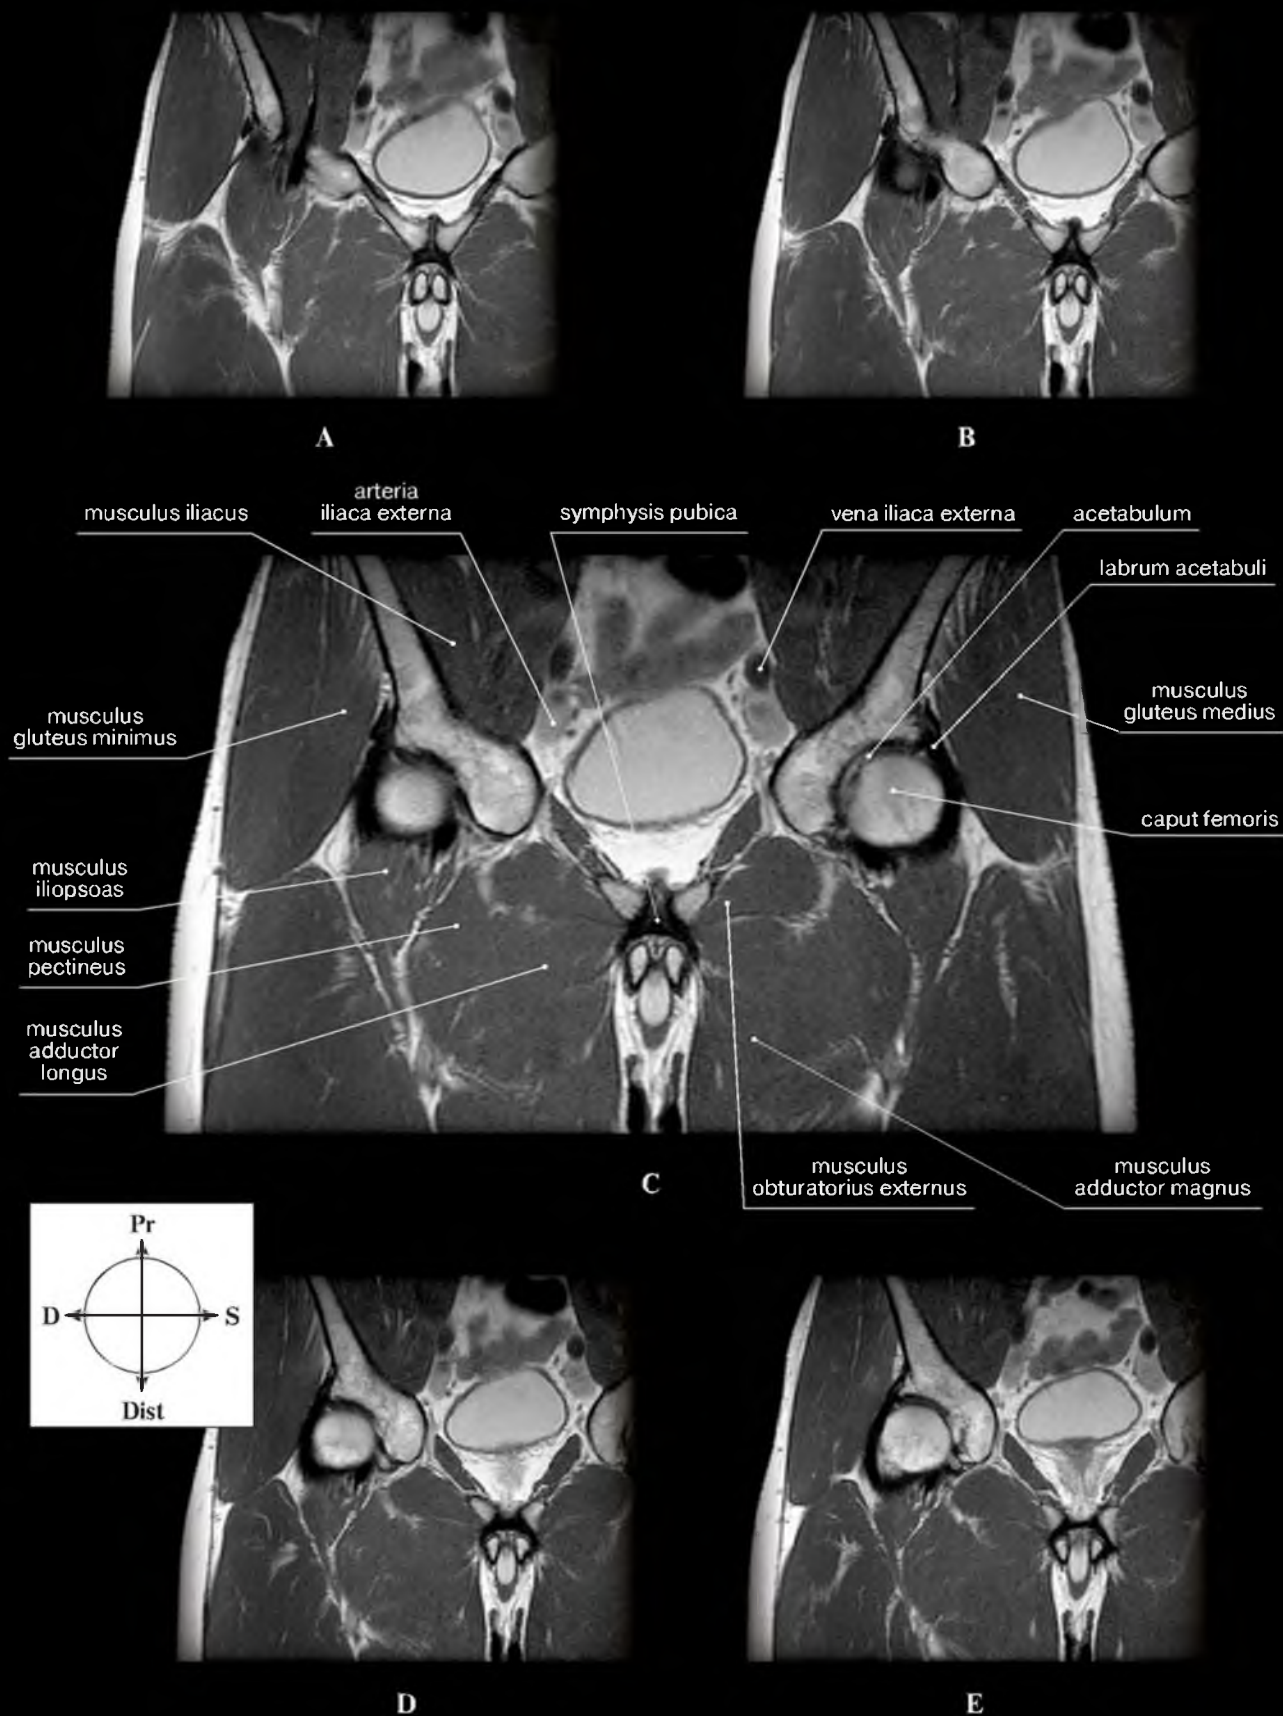 A
B
musculus iliacus
arteria
iliaca externa
symphysis pubica
vena iliaca externa
acetabulum
labrum acetabuli
musculus
gluteus minimus
musculus
gluteus medius
caput femoris
musculus
iliopsoas
musculus
pectineus
musculus
adductor
longus
musculus
obturatorius externus
musculus
adductor magnus
C
Pr
D
S
Dist
D
E